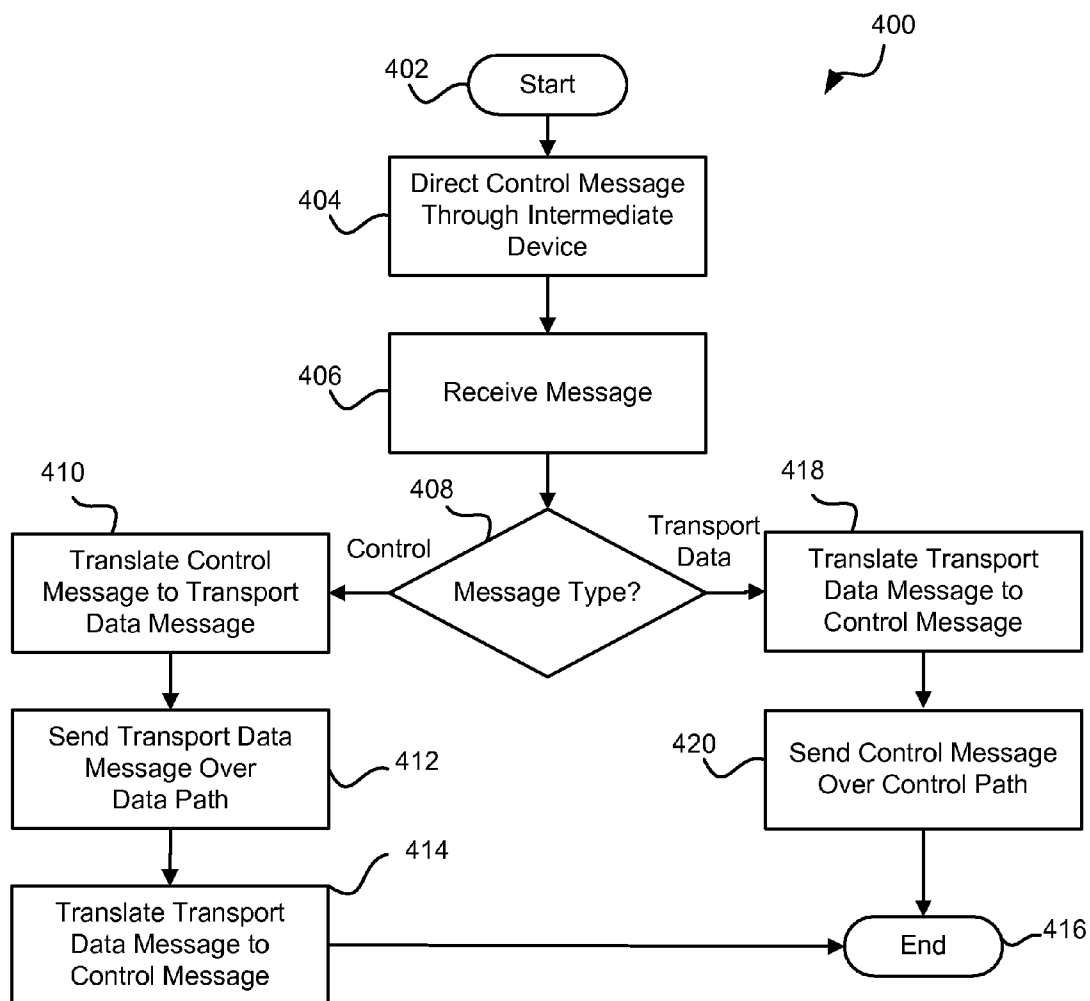 400
402
Start
404
Direct Control Message
Through Intermediate
Device
406
Receive Message
408
Message Type?
Control
Transport
Data
410
Translate Control
Message to Transport
Data Message
418
Translate Transport
Data Message to
Control Message
Send Transport Data
Message Over
Data Path
412
420
Send Control Message
Over Control Path
414
Translate Transport
Data Message to
Control Message
End
416